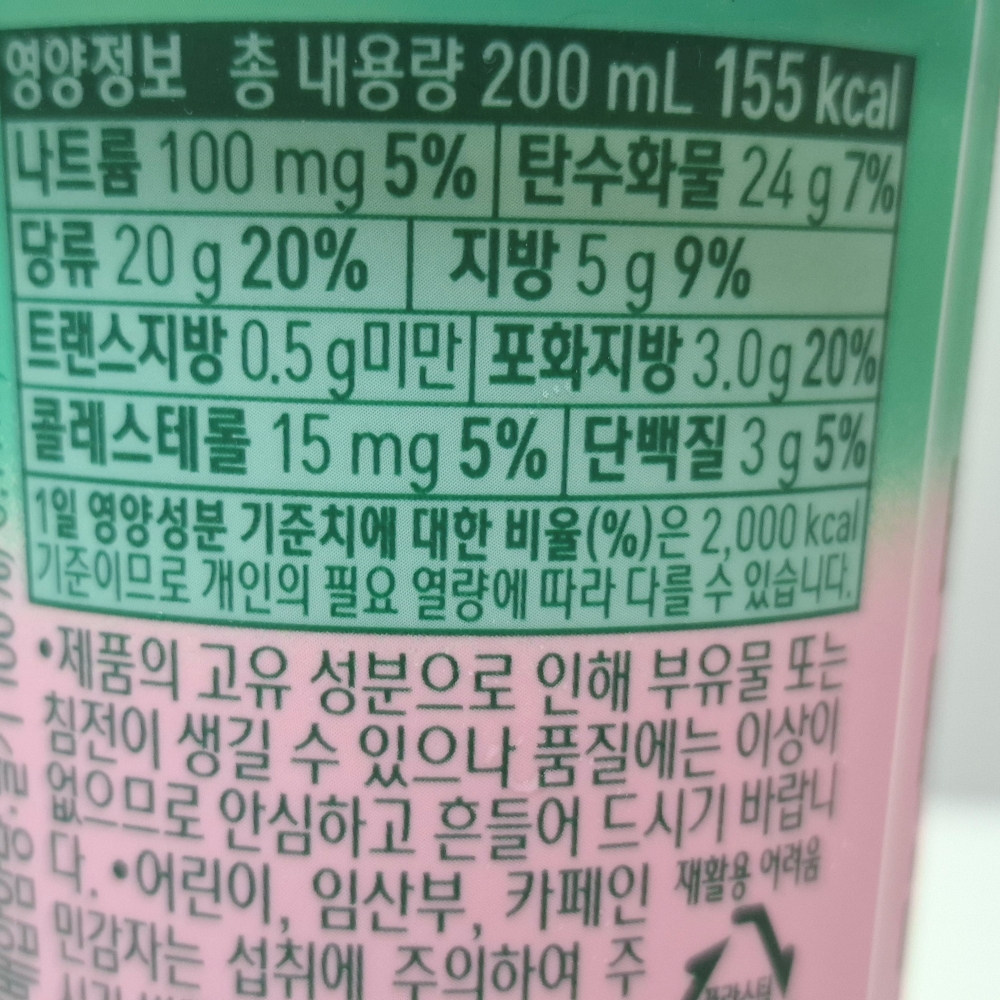 영양정보 총 내용량 200 mL 155 kcal
나트륨 100 mg 5% 탄수화물 24 g 7%
당류 20 g 20% 지방 5 g 9%
트랜스지방 0.5 g미만 포화지방 3.0g 20%
콜레스테롤 15 mg 5% 단백질 3 g 5%
1일 영양성분 기준치에 대한 비율(%)은 2,000 kcal
기준이므로 개인의 필요 열량에 따라 다를 수 있습니다.
•제품의 고유 성분으로 인해 부유물 또는
침전이 생길 수 있으나 품질에는 이상이
없으므로 안심하고 흔들어 드시기 바랍니
다. •어린이, 임산부, 카페인
민감자는 섭취에 주의하여 주
재활용 어려움